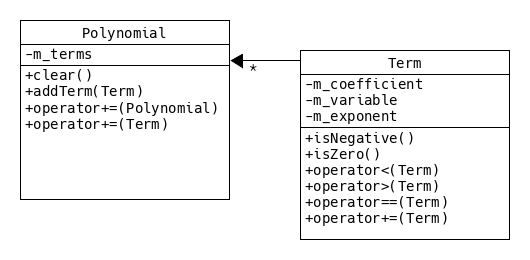 Polynomial
-m_terms
+clear()
+addTerm(Term)
+operator+=(Polynomial)
+operator+=(Term)
*
Term
-m_coefficient
-m_variable
-m_exponent
+isNegative()
+isZero()
+operator<(Term)
+operator>(Term)
+operator==(Term)
+operator+=(Term)